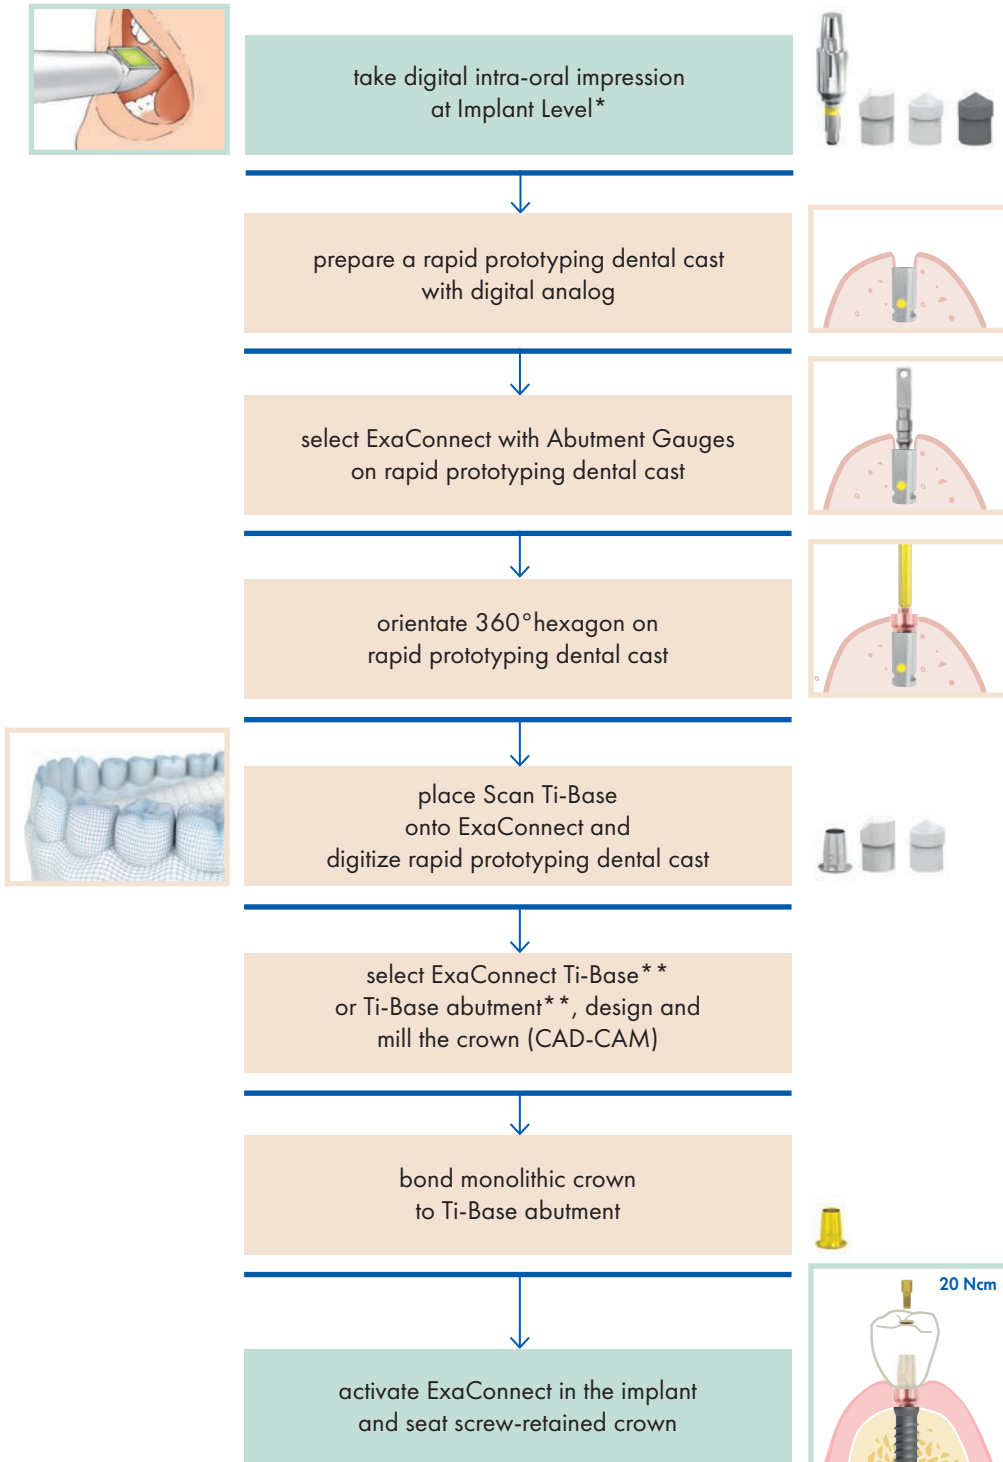 take digital intra-oral impression
at Implant Level*
prepare a rapid prototyping dental cast
with digital analog
select ExaConnect with Abutment Gauges
on rapid prototyping dental cast
orientate 360°hexagon on
rapid prototyping dental cast
place Scan Ti-Base
onto ExaConnect and
digitize rapid prototyping dental cast
select ExaConnect Ti-Base**
or Ti-Base abutment**, design and
mill the crown (CAD-CAM)
bond monolithic crown
to Ti-Base abutment
20 Ncm
activate ExaConnect in the implant
and seat screw-retained crown